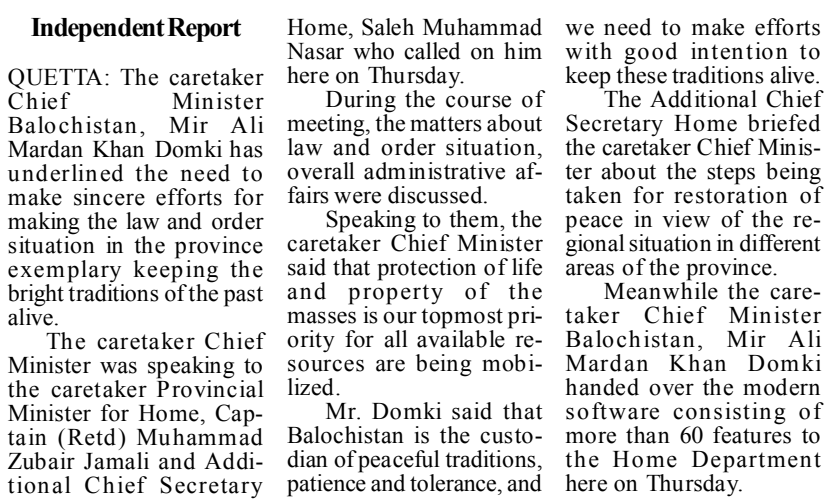 Independent Report
QUETTA: The caretaker
Chief Minister
Balochistan, Mir Ali
Mardan Khan Domki has
underlined the need to
make sincere efforts for
making the law and order
situation in the province
exemplary keeping the
bright traditions of the past
alive.
The caretaker Chief
Minister was speaking to
the caretaker Provincial
Minister for Home, Cap-
tain (Retd) Muhammad
Zubair Jamali and Addi-
tional Chief Secretary
Home, Saleh Muhammad
Nasar who called on him
here on Thursday.
During the course of
meeting, the matters about
law and order situation,
overall administrative af-
fairs were discussed.
Speaking to them, the
caretaker Chief Minister
said that protection of life
and property of the
masses is our topmost pri-
ority for all available re-
sources are being mobi-
lized.
Mr. Domki said that
Balochistan is the custo-
dian of peaceful traditions,
patience and tolerance, and
we need to make efforts
with good intention to
keep these traditions alive.
The Additional Chief
Secretary Home briefed
the caretaker Chief Minis-
ter about the steps being
taken for restoration of
peace in view of the re-
gional situation in different
areas of the province.
Meanwhile the care-
taker Chief Minister
Balochistan, Mir Ali
Mardan Khan Domki
handed over the modern
software consisting of
more than 60 features to
the Home Department
here on Thursday.